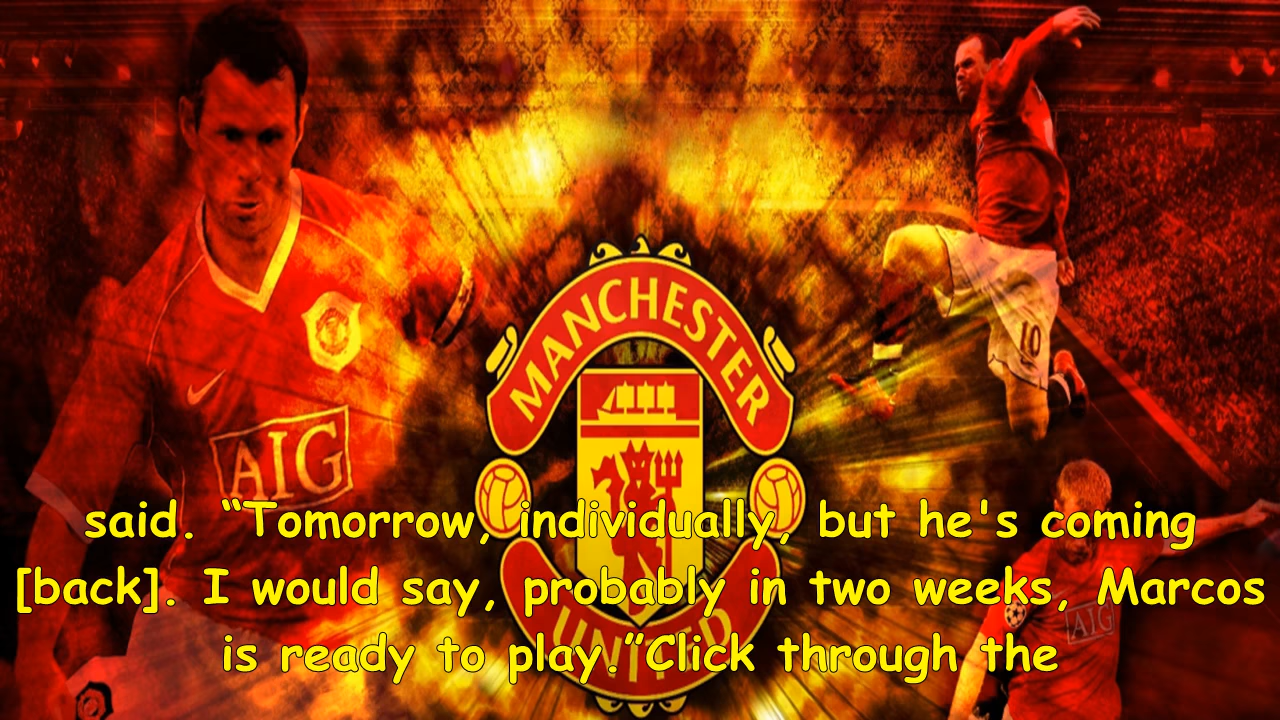 MANCHESTER
AIG
10
said. “Tomorrow, individually, but he's coming
[back]. I would say, probably in two weeks, Marcos
is ready to play.”Click through the
UNITED
AIG